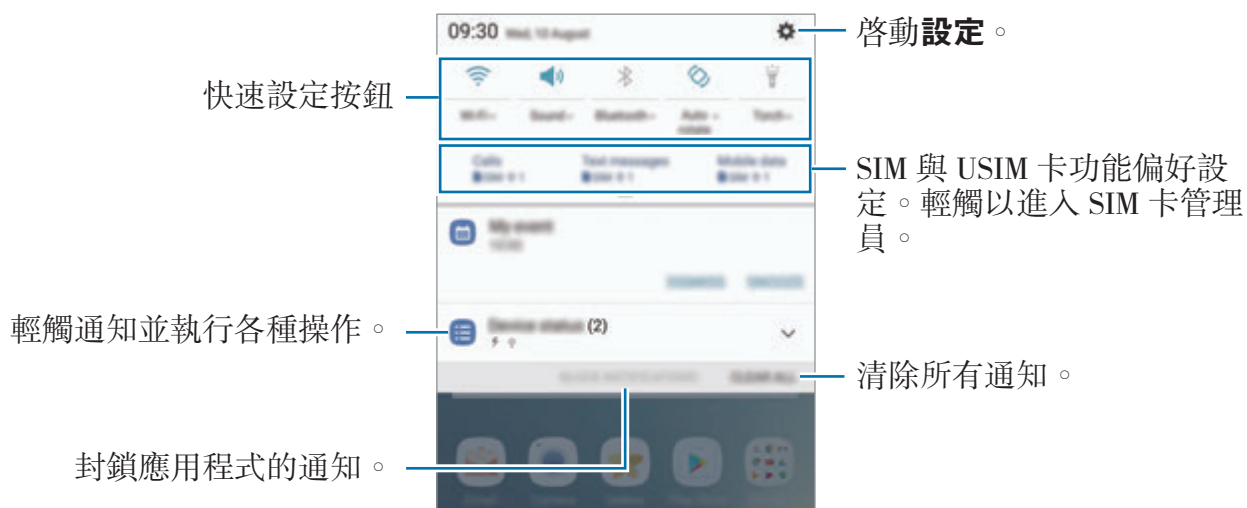 09:30 Wed, 10 August
啓動設定。
快速設定按鈕
Wi-Fi
Sound
Bluetooth
Auto rotate
Torch
Calls
Text messages
Mobile data
SIM 與 USIM 卡功能偏好設
定。輕觸以進入 SIM 卡管理
員。
My event
輕觸通知並執行各種操作。
Device status (2)
CLEAR ALL
清除所有通知。
封鎖應用程式的通知。